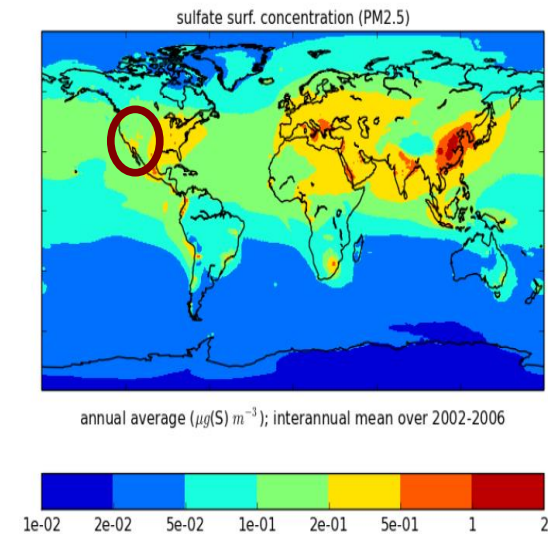 sulfate surf. concentration (PM2.5)
annual average (μg(S) m⁻³); interannual mean over 2002-2006
1e-02 2e-02 5e-02 1e-01 2e-01 5e-01 1 2